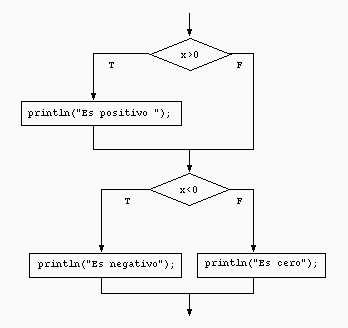 x>0
T
F
println("Es positivo ");
x<0
T
F
println("Es negativo");
println("Es cero");